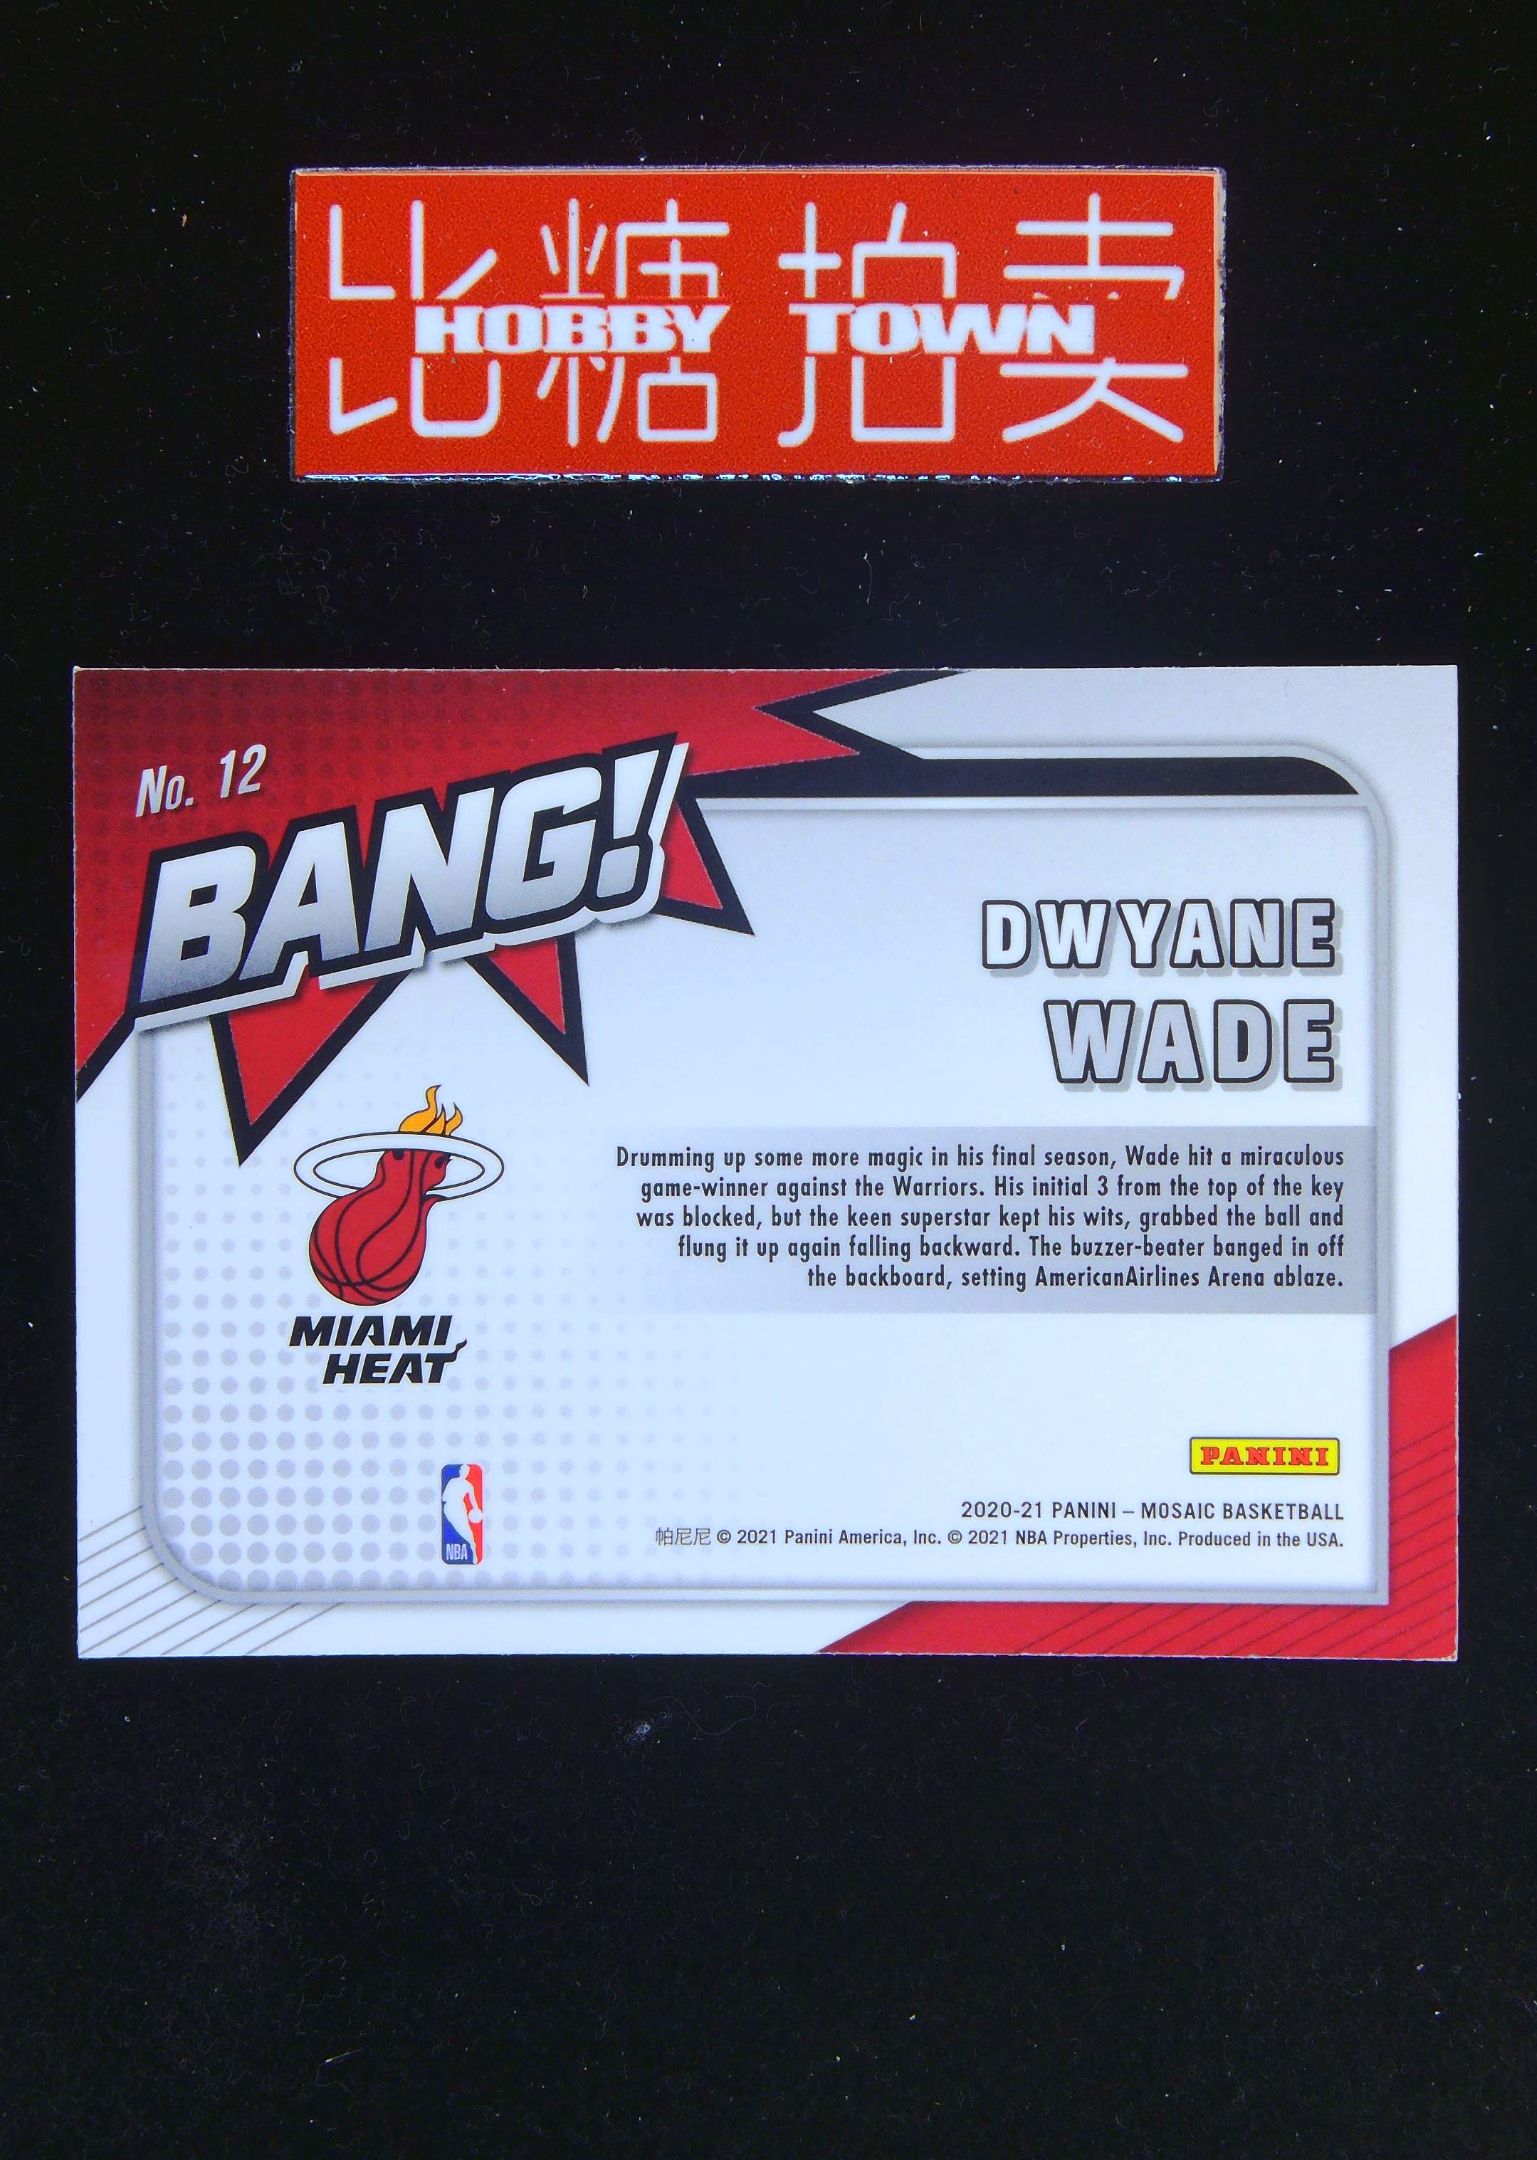 比糖拍卖
HOBBY TOWN
No. 12
BANG!
DWYANE
WADE
Drumming up some more magic in his final season, Wade hit a miraculous
game-winner against the Warriors. His initial 3 from the top of the key
was blocked, but the keen superstar kept his wits, grabbed the ball and
flung it up again falling backward. The buzzer-beater banged in off
the backboard, setting AmericanAirlines Arena ablaze.
MIAMI
HEAT
PANINI
NBA
2020-21 PANINI – MOSAIC BASKETBALL
帕尼尼 © 2021 Panini America, Inc. © 2021 NBA Properties, Inc. Produced in the USA.